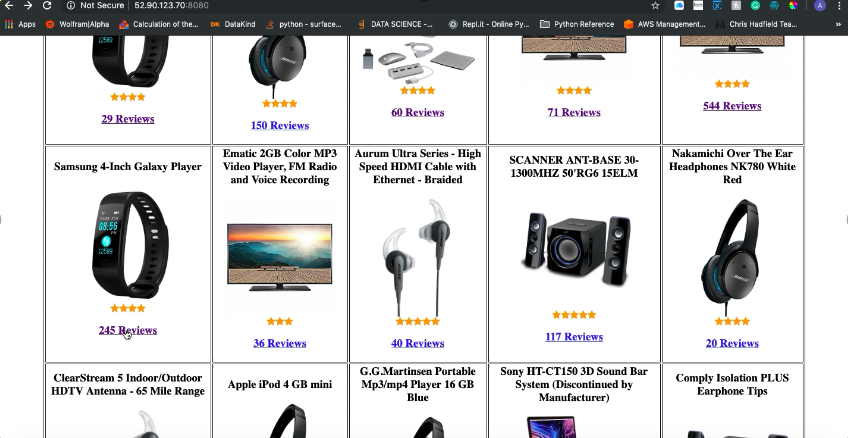 Not Secure | 52.90.123.70:8080
Apps Wolfram|Alpha Calculation of the... DK DataKind python - surface... DATA SCIENCE -... Repl.it - Online Py... Python Reference AWS Management... Chris Hadfield Tea... »
29 Reviews
150 Reviews
60 Reviews
71 Reviews
544 Reviews
Samsung 4-Inch Galaxy Player
245 Reviews
Ematic 2GB Color MP3
Video Player, FM Radio
and Voice Recording
36 Reviews
Aurum Ultra Series - High
Speed HDMI Cable with
Ethernet - Braided
40 Reviews
SCANNER ANT-BASE 30-
1300MHZ 50'RG6 15ELM
117 Reviews
Nakamichi Over The Ear
Headphones NK780 White
Red
20 Reviews
ClearStream 5 Indoor/Outdoor
HDTV Antenna - 65 Mile Range
Apple iPod 4 GB mini
G.G.Martinsen Portable
Mp3/mp4 Player 16 GB
Blue
Sony HT-CT150 3D Sound Bar
System (Discontinued by
Manufacturer)
Comply Isolation PLUS
Earphone Tips